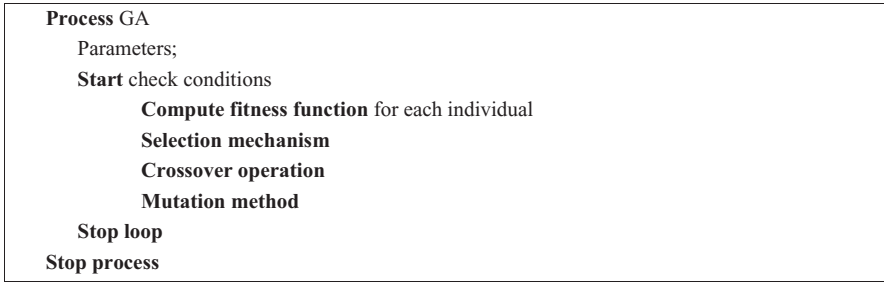 Process GA
Parameters;
Start check conditions
Compute fitness function for each individual
Selection mechanism
Crossover operation
Mutation method
Stop loop
Stop process